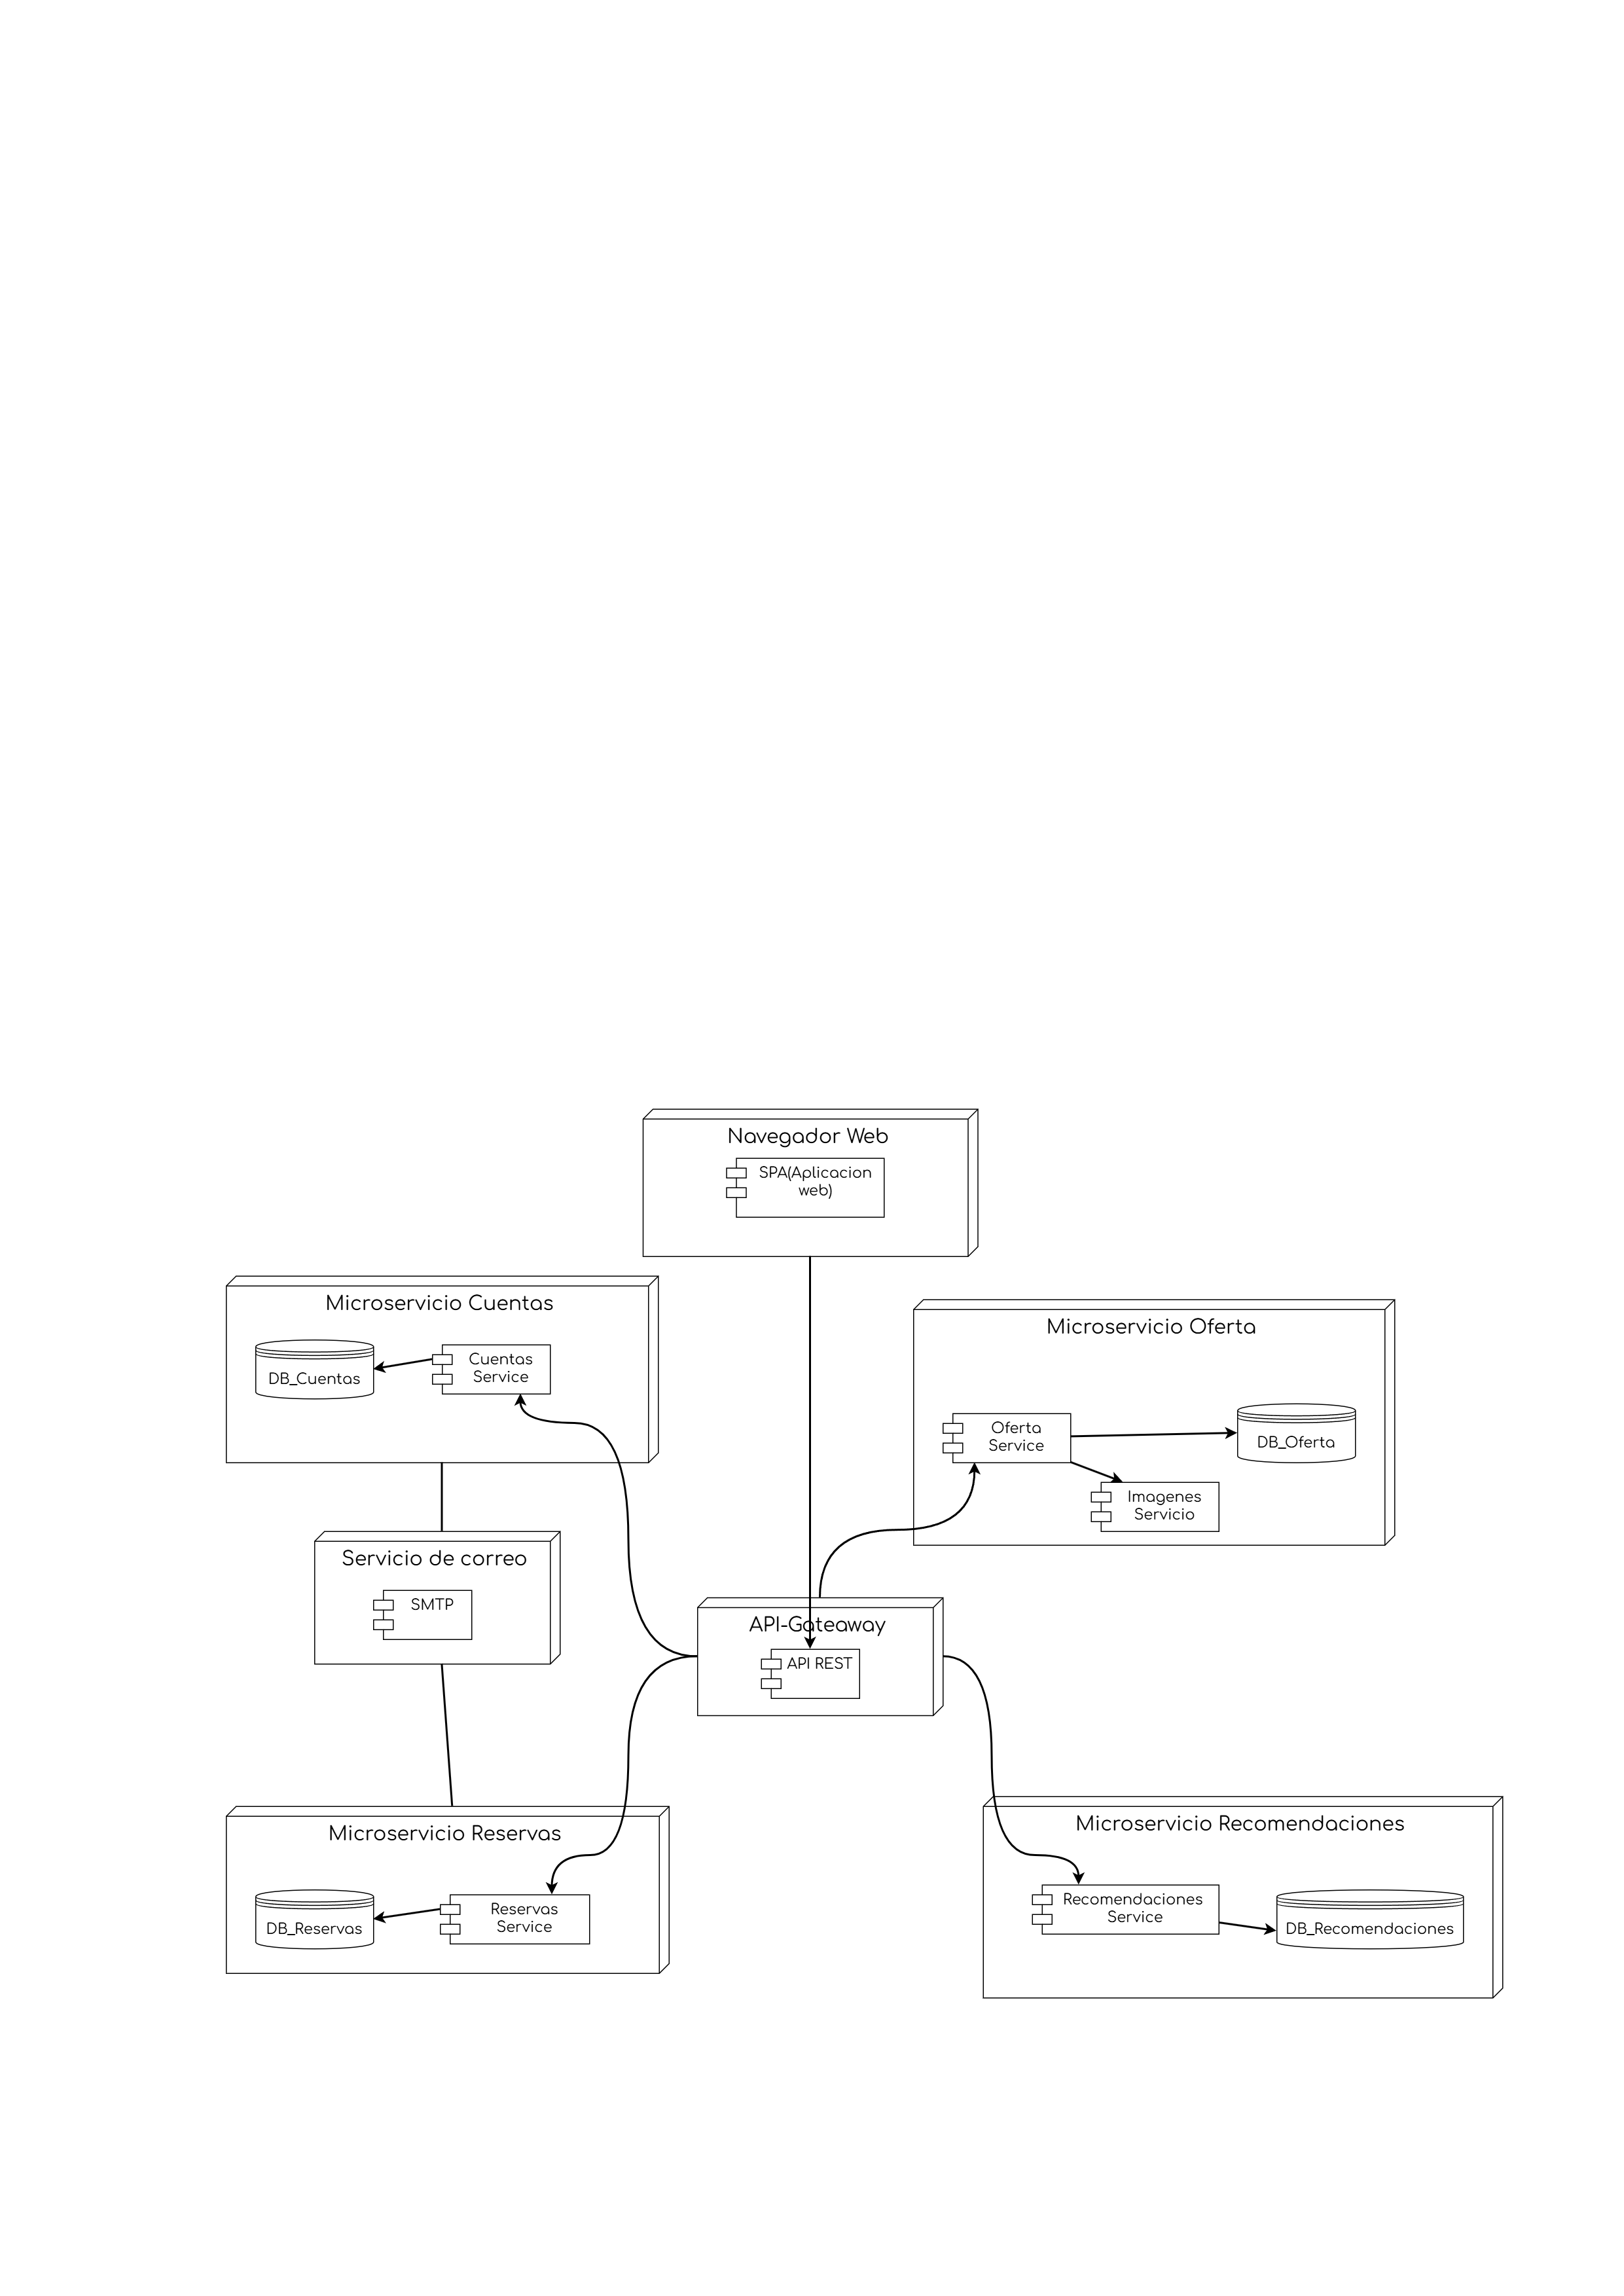 Navegador Web
SPA(Aplicacion
web)
Microservicio Cuentas
DB_Cuentas
Cuentas
Service
Microservicio Oferta
Oferta
Service
DB_Oferta
Imagenes
Servicio
Servicio de correo
SMTP
API-Gateaway
API REST
Microservicio Reservas
DB_Reservas
Reservas
Service
Microservicio Recomendaciones
Recomendaciones
Service
DB_Recomendaciones